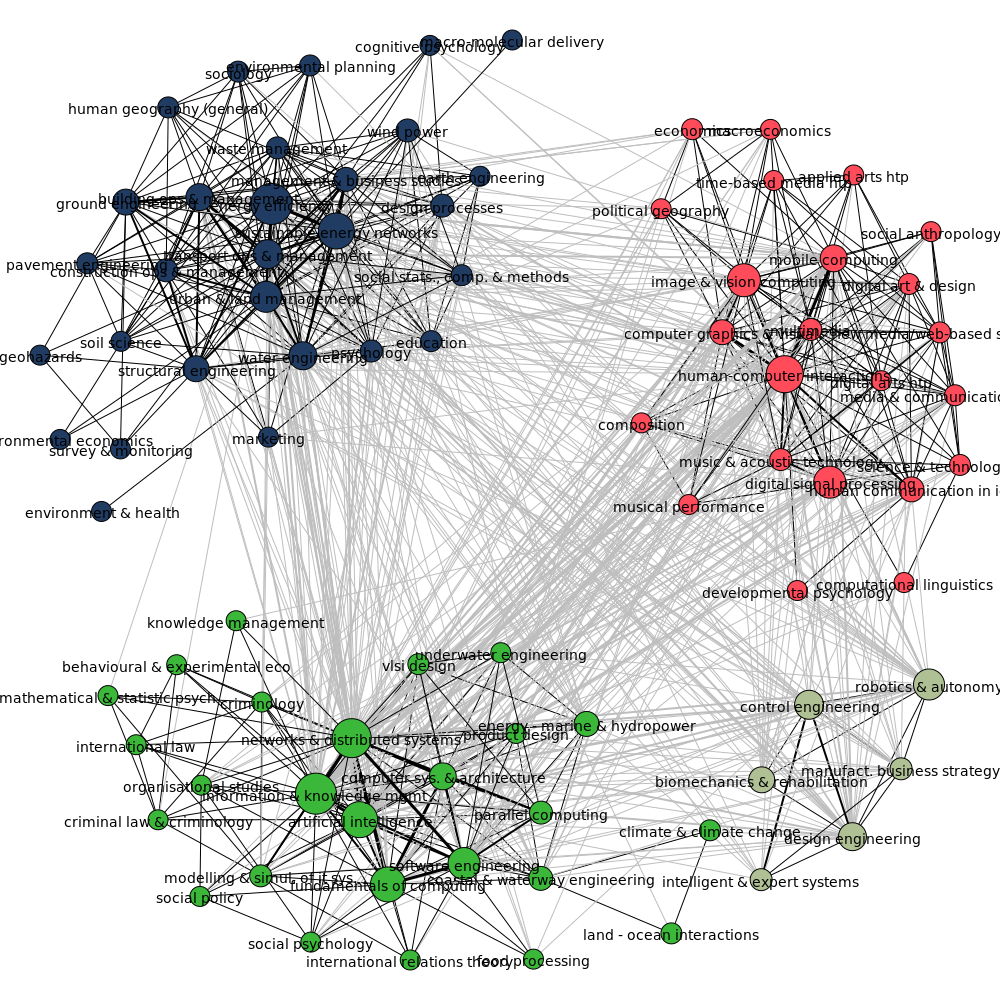 cognitive psychology
macro-molecular delivery
environmental planning
sociology
human geography (general)
wind power
waste management
management & business studies
earth engineering
building ops & management
ground engineering
energy efficiency
design processes
sustainable energy networks
transport ops & management
pavement engineering
construction ops & management
social stats., comp. & methods
urban & land management
soil science
education
psychology
water engineering
geohazards
structural engineering
marketing
ronmental economics
survey & monitoring
environment & health
economics
macroeconomics
applied arts htp
time-based media htp
political geography
social anthropology
mobile computing
image & vision computing
digital art & design
multimedia
computer graphics &
new media/web-based s
human-computer interactions
digital arts htp
media & communicatio
composition
music & acoustic technology
science & technolog
digital signal processing
human communication in i
musical performance
computational linguistics
developmental psychology
knowledge management
underwater engineering
vlsi design
behavioural & experimental eco
mathematical & statistic psych
criminology
energy - marine & hydropower
product design
networks & distributed systems
international law
computer sys. & architecture
organisational studies
information & knowledge mgmt
parallel computing
artificial intelligence
criminal law & criminology
climate & climate change
software engineering
modelling & simul. of it sys.
fundamentals of computing
coastal & waterway engineering
social policy
land - ocean interactions
social psychology
international relations theory
food processing
robotics & autonomy
control engineering
manufact. business strategy
biomechanics & rehabilitation
design engineering
intelligent & expert systems